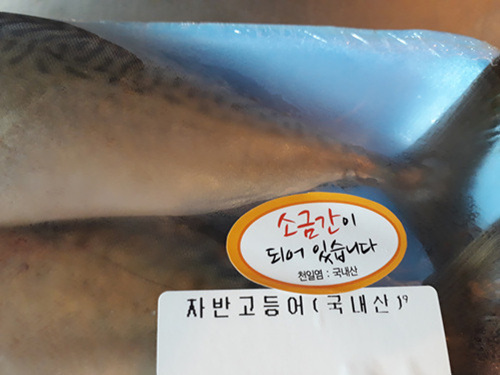 소금간이
되어 있습니다
천일염 : 국내산
자반고등어(국내산)9